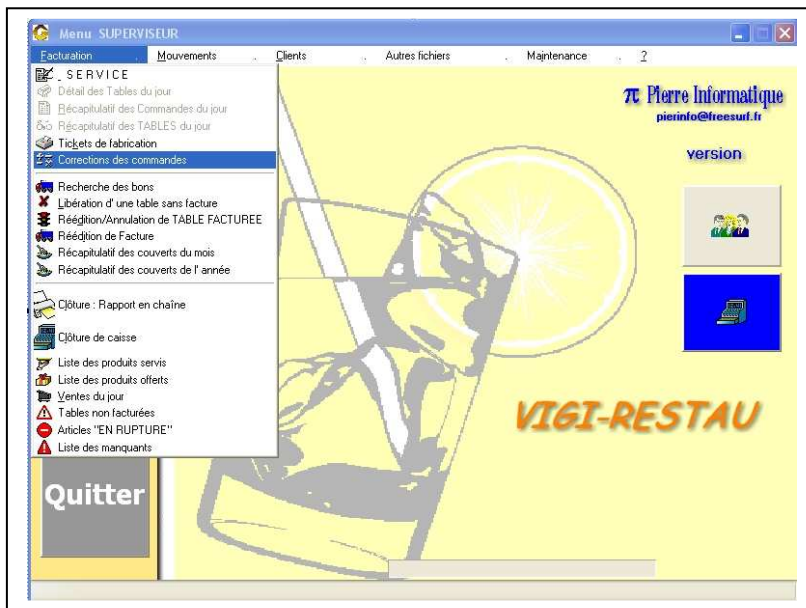 Menu SUPERVISEUR
Facturation . Mouvements . Clients . Autres fichiers . Maintenance . ?
. S E R V I C E
Détail des Tables du jour
Récapitulatif des Commandes du jour
Récapitulatif des TABLES du jour
Tickets de fabrication
Corrections des commandes
Recherche des bons
Libération d' une table sans facture
Réédition/Annulation de TABLE FACTUREE
Réédition de Facture
Récapitulatif des couverts du mois
Récapitulatif des couverts de l' année
Clôture : Rapport en chaîne
Clôture de caisse
Liste des produits servis
Liste des produits offerts
Ventes du jour
Tables non facturées
Articles "EN RUPTURE"
Liste des manquants
Quitter
π Pierre Informatique
pierinfo@freesurf.fr
version
VIGI-RESTAU